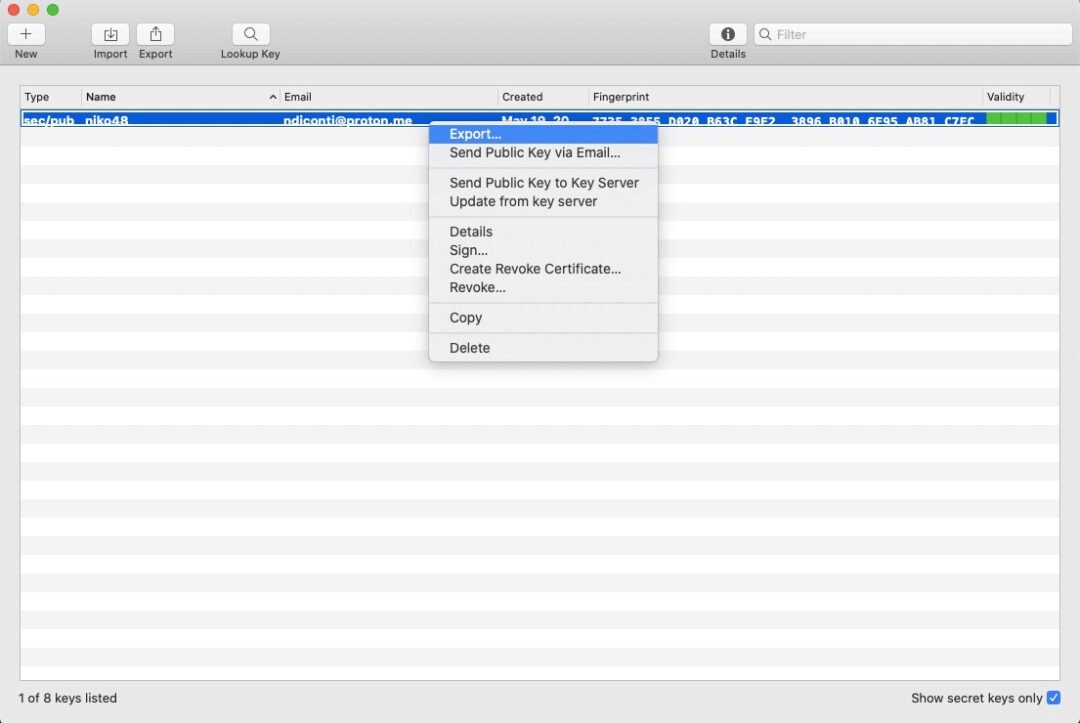 New Import Export Lookup Key Details Filter
Type Name Email Created Fingerprint Validity
sec/pub niko48 ndiconti@proton.me May 19, 20 D020 B63C 3896 B010 6F95 AB81 C7FC
Export...
Send Public Key via Email...
Send Public Key to Key Server
Update from key server
Details
Sign...
Create Revoke Certificate...
Revoke...
Copy
Delete
1 of 8 keys listed Show secret keys only